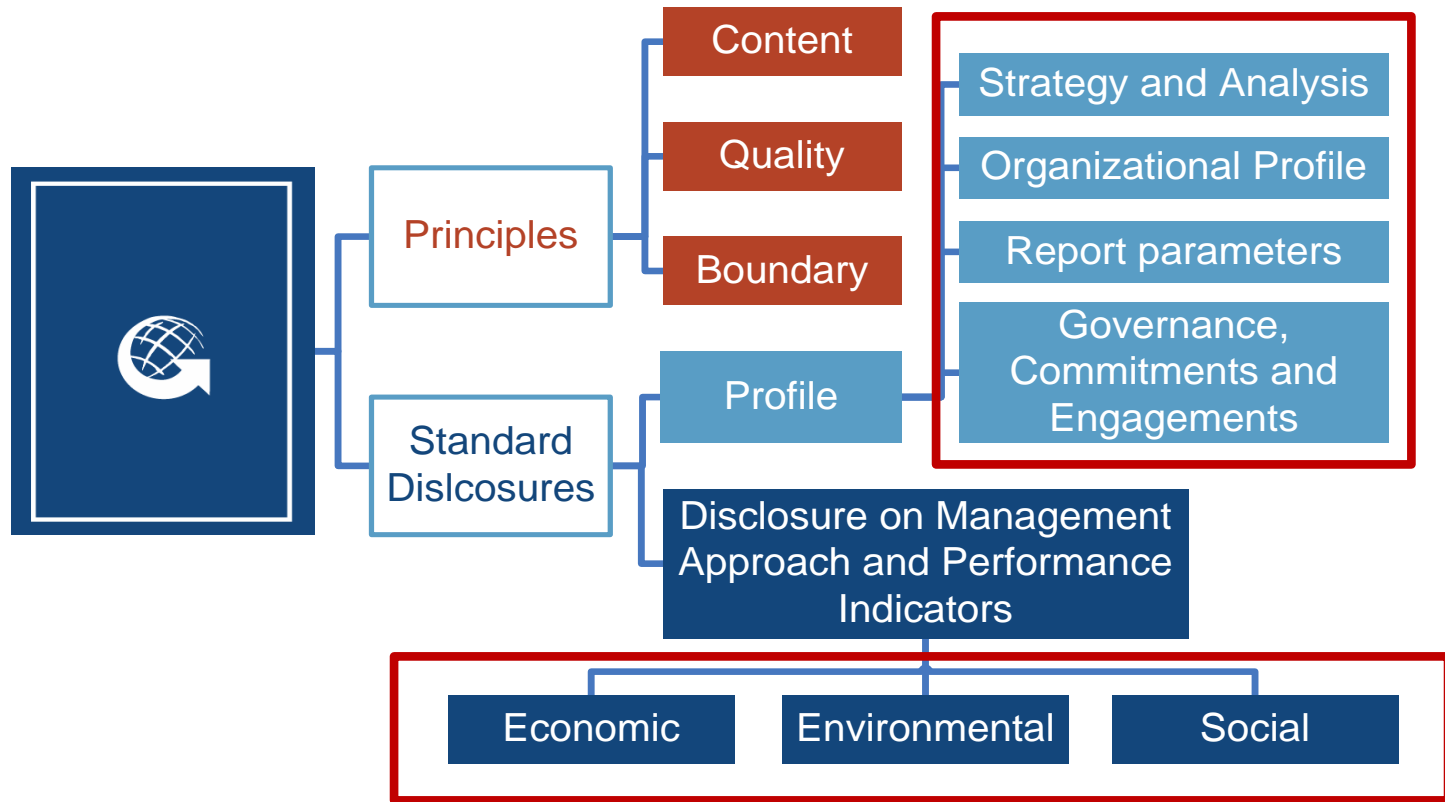 Content
Quality
Boundary
Principles
Strategy and Analysis
Organizational Profile
Report parameters
Governance,
Commitments and
Engagements
Profile
Standard
Dislcosures
Disclosure on Management
Approach and Performance
Indicators
Economic
Environmental
Social